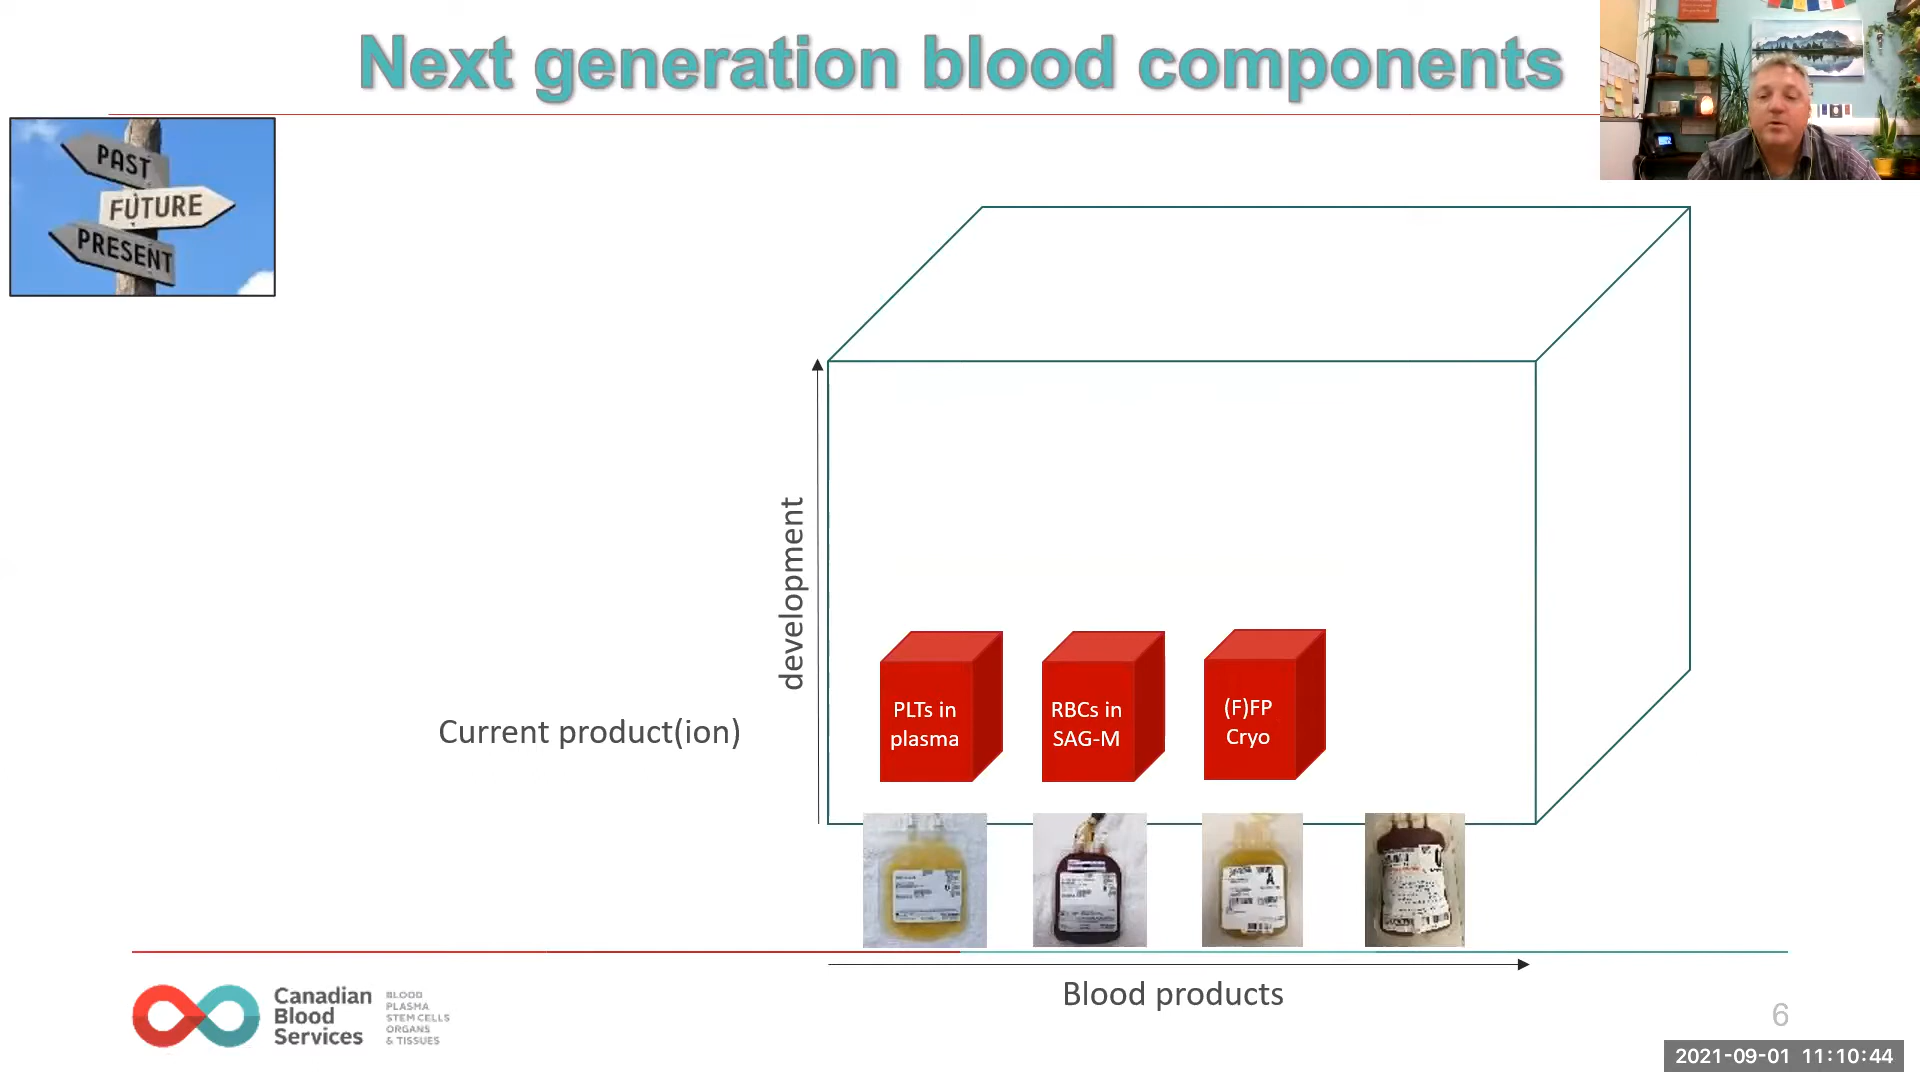 Next generation blood components
PAST
FUTURE
PRESENT
development
Current product(ion)
PLTs in
plasma
RBCs in
SAG-M
(F)FP
Cryo
A
Blood products
Canadian
Blood
Services
BLOOD
PLASMA
STEM CELLS
ORGANS
& TISSUES
6
2021-09-01 11:10:44